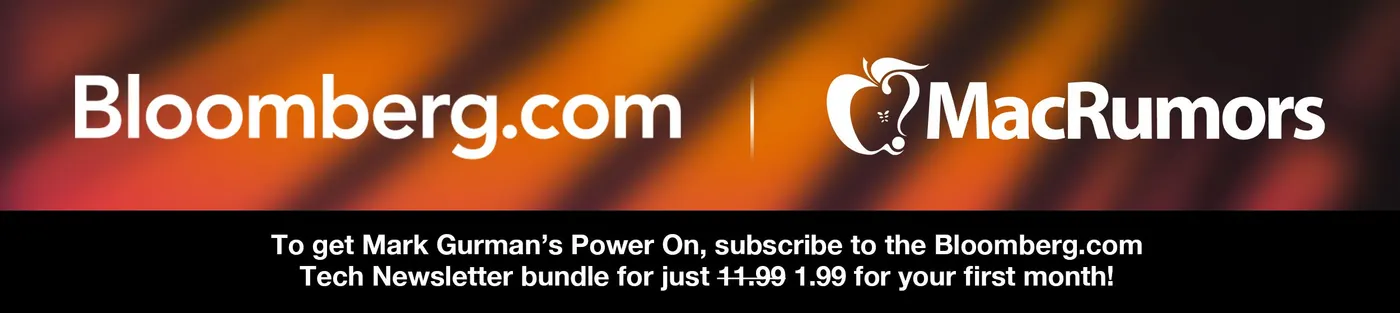 Bloomberg.com
MacRumors
To get Mark Gurman’s Power On, subscribe to the Bloomberg.com
Tech Newsletter bundle for just 11.99 1.99 for your first month!